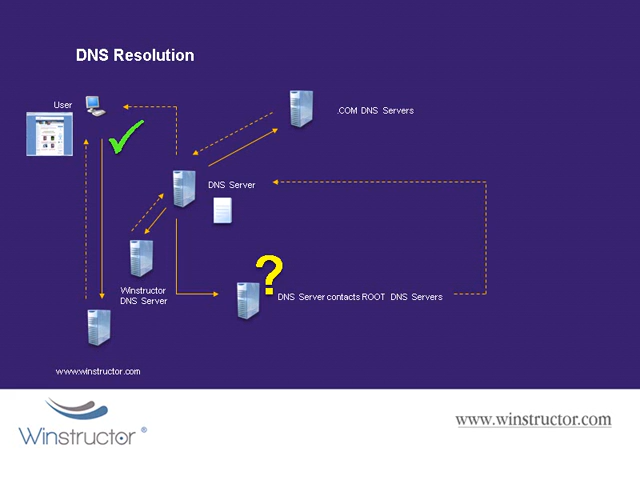 DNS Resolution
User
.COM DNS Servers
DNS Server
?
Winstructor
DNS Server
DNS Server contacts ROOT DNS Servers
www.winstructor.com
Winstructor®
www.winstructor.com